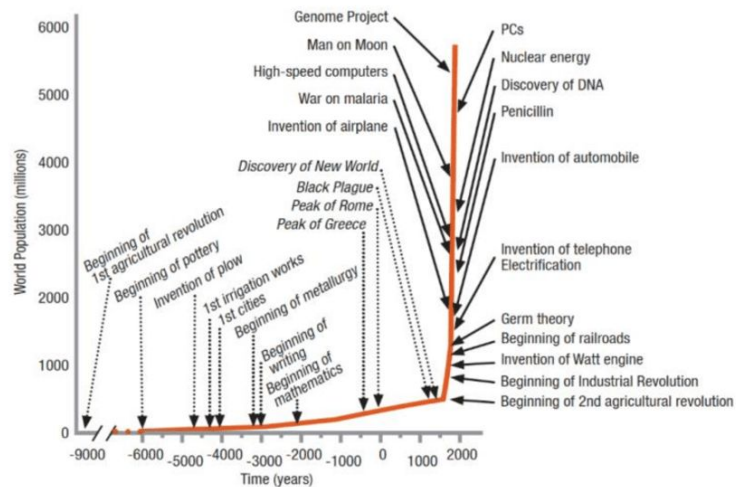 Genome Project
Man on Moon
High-speed computers
War on malaria
Invention of airplane
Discovery of New World
Black Plague
Peak of Rome
Peak of Greece
PCs
Nuclear energy
Discovery of DNA
Penicillin
Invention of automobile
Invention of telephone
Electrification
Germ theory
Beginning of railroads
Invention of Watt engine
Beginning of Industrial Revolution
Beginning of 2nd agricultural revolution
Beginning of
1st agricultural revolution
Beginning of pottery
Invention of plow
1st irrigation works
1st cities
Beginning of metallurgy
Beginning of
writing
Beginning of
mathematics
World Population (millions)
6000
5000
4000
3000
2000
1000
0
-9000
-6000
-5000
-4000
-3000
-2000
-1000
0
1000
2000
Time (years)